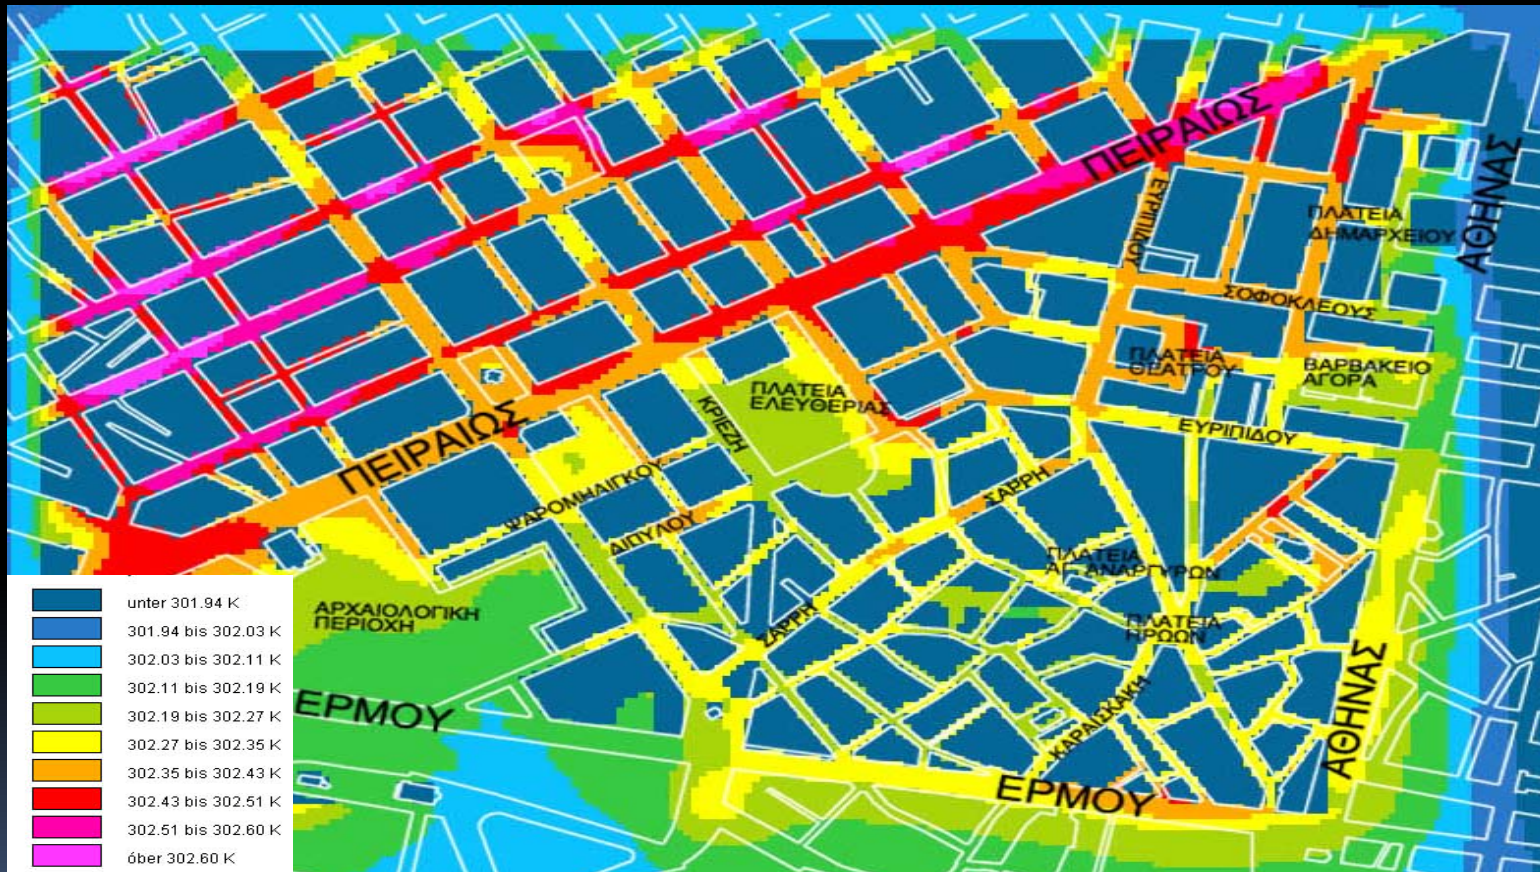 ΠΕΙΡΑΙΩΣ
ΑΘΗΝΑΣ
ΕΥΡΙΠΙΔΟΥ
ΠΛΑΤΕΙΑ
ΔΗΜΑΡΧΕΙΟΥ
ΣΟΦΟΚΛΕΟΥΣ
ΠΛΑΤΕΙΑ
ΘΕΑΤΡΟΥ
ΒΑΡΒΑΚΕΙΟ
ΑΓΟΡΑ
ΠΛΑΤΕΙΑ
ΕΛΕΥΘΕΡΙΑΣ
ΚΡΙΕΖΗ
ΠΕΙΡΑΙΩΣ
ΕΥΡΙΠΙΔΟΥ
ΨΑΡΟΜΗΛΙΓΚΟΥ
ΣΑΡΡΗ
ΔΙΠΥΛΟΥ
ΠΛΑΤΕΙΑ
ΑΓ. ΑΝΑΡΓΥΡΩΝ
ΑΡΧΑΙΟΛΟΓΙΚΗ
ΠΕΡΙΟΧΗ
ΣΑΡΡΗ
ΠΛΑΤΕΙΑ
ΗΡΩΩΝ
ΕΡΜΟΥ
ΚΑΡΑΙΣΚΑΚΗ
ΑΘΗΝΑΣ
ΕΡΜΟΥ
unter 301.94 K
301.94 bis 302.03 K
302.03 bis 302.11 K
302.11 bis 302.19 K
302.19 bis 302.27 K
302.27 bis 302.35 K
302.35 bis 302.43 K
302.43 bis 302.51 K
302.51 bis 302.60 K
óber 302.60 K